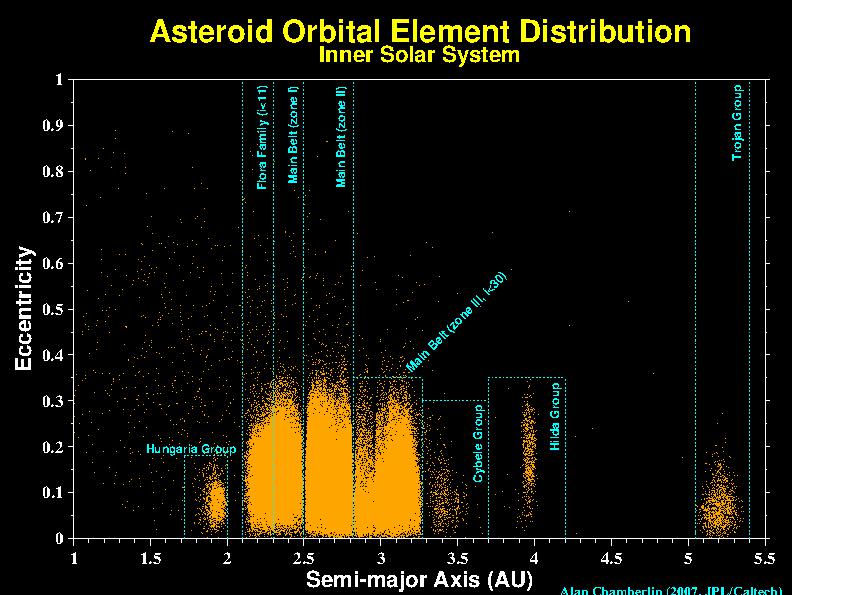 Asteroid Orbital Element Distribution
Inner Solar System
1
0.9
0.8
0.7
0.6
0.5
0.4
0.3
0.2
0.1
0
Eccentricity
Flora Family (i<11)
Main Belt (zone I)
Main Belt (zone II)
Trojan Group
Main Belt (zone III, i<30)
Hungaria Group
Cybele Group
Hilda Group
1 1.5 2 2.5 3 3.5 4 4.5 5 5.5
Semi-major Axis (AU)
Alan Chamberlin (2007, JPL/Caltech)